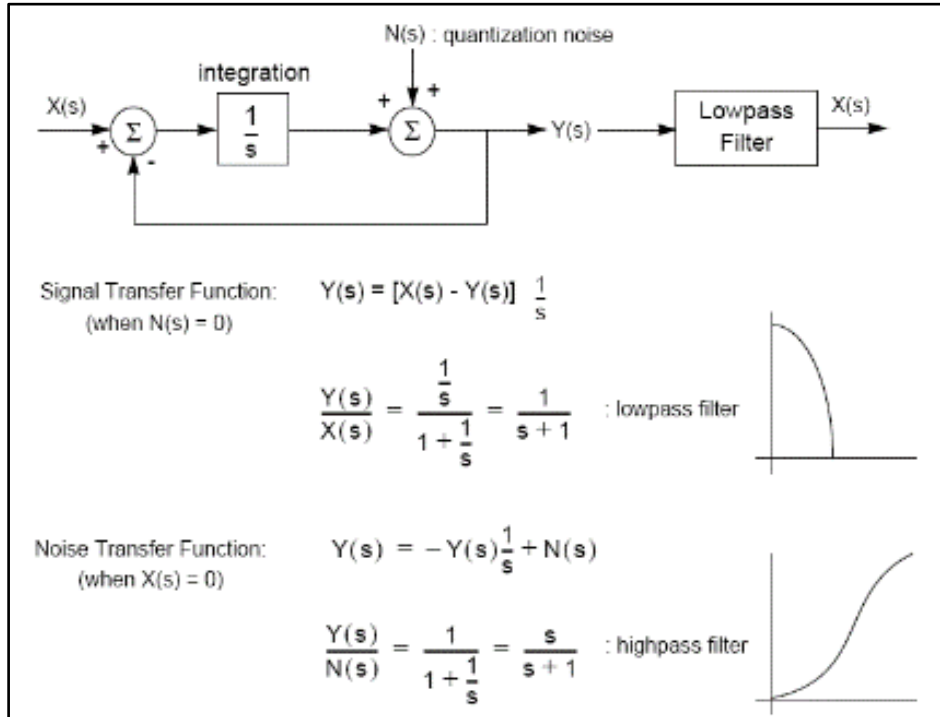 N(s) : quantization noise
integration
X(s)
+
Σ
-
1
s
+
+
Σ
Y(s)
Lowpass
Filter
X(s)
Signal Transfer Function:
(when N(s) = 0)
Y(s) = [X(s) - Y(s)] 1/s
Y(s)/X(s) = (1/s)/(1 + 1/s) = 1/(s + 1) : lowpass filter
Noise Transfer Function:
(when X(s) = 0)
Y(s) = -Y(s)1/s + N(s)
Y(s)/N(s) = 1/(1 + 1/s) = s/(s + 1) : highpass filter